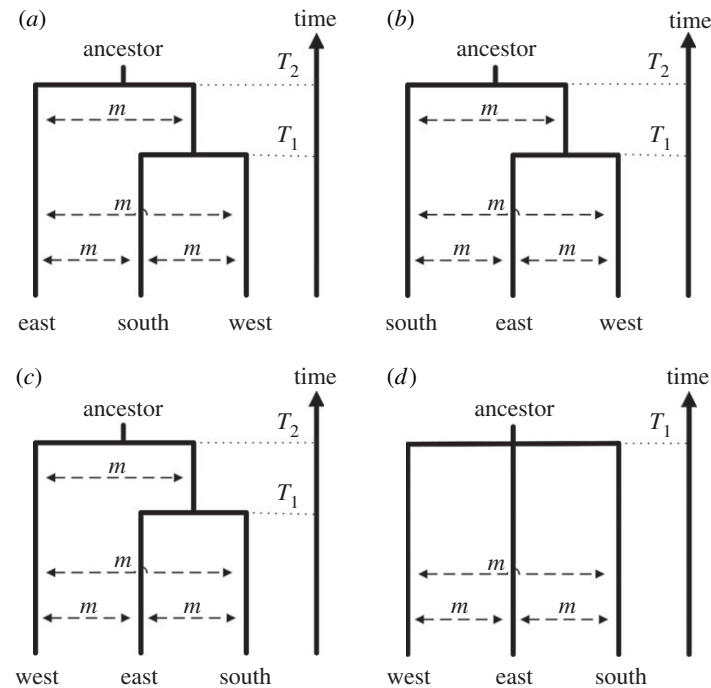 (a) time
ancestor
T2
m
T1
m
m m
east south west
(b) time
ancestor
T2
m
T1
m
m m
south east west
(c) time
ancestor
T2
m
T1
m
m m
west east south
(d) time
ancestor
T1
m
m m
west east south